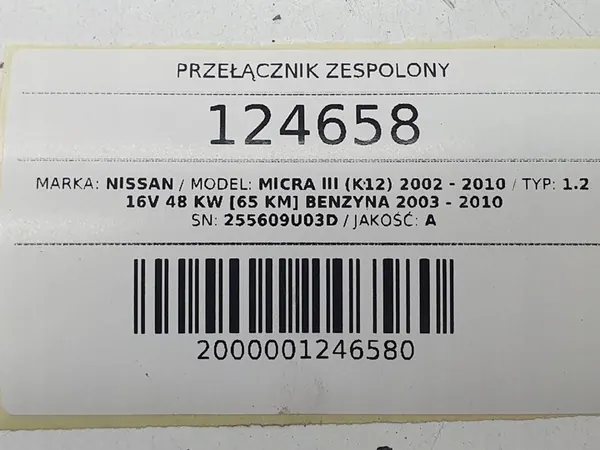 PRZEŁĄCZNIK ZESPOLONY
124658
MARKA: NISSAN / MODEL: MICRA III (K12) 2002 - 2010 / TYP: 1.2
16V 48 KW [65 KM] BENZYNA 2003 - 2010
SN: 255609U03D / JAKOŚĆ: A
2000001246580